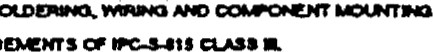 OLDERING, WIRING AND COMPONENT MOUNTING
EMENTS OF IPC-S-815 CLASS III.